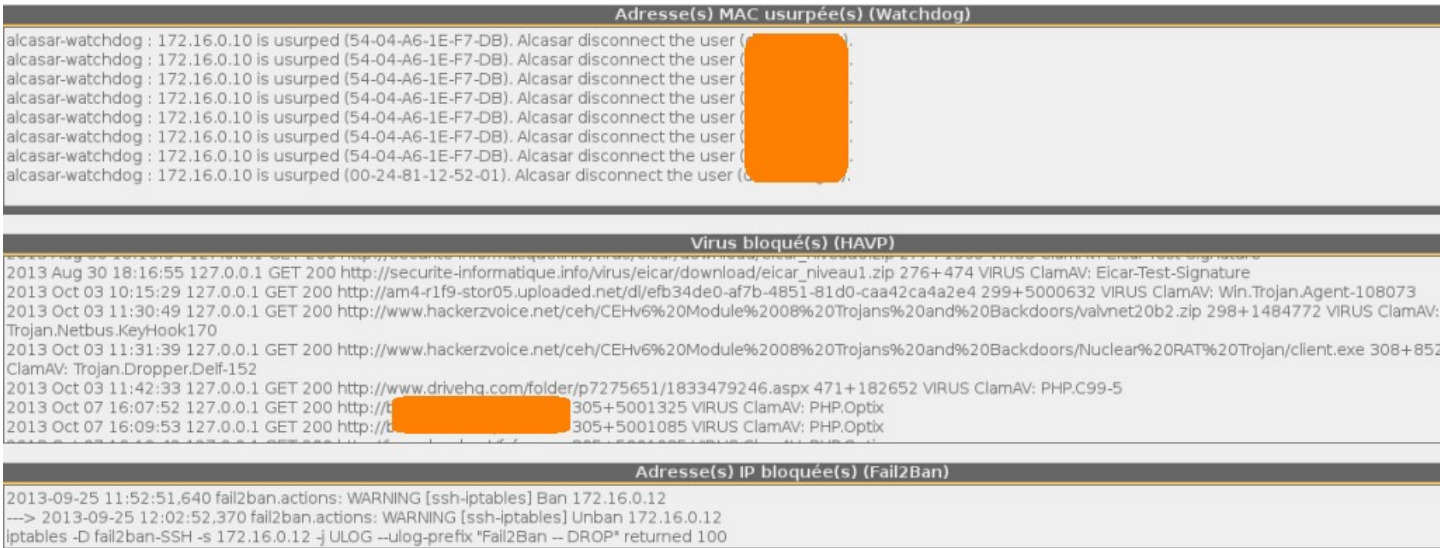 Adresse(s) MAC usurpée(s) (Watchdog)
alcasar-watchdog : 172.16.0.10 is usurped (54-04-A6-1E-F7-DB). Alcasar disconnect the user (
alcasar-watchdog : 172.16.0.10 is usurped (54-04-A6-1E-F7-DB). Alcasar disconnect the user ( .
alcasar-watchdog : 172.16.0.10 is usurped (54-04-A6-1E-F7-DB). Alcasar disconnect the user ( .
alcasar-watchdog : 172.16.0.10 is usurped (54-04-A6-1E-F7-DB). Alcasar disconnect the user ( .
alcasar-watchdog : 172.16.0.10 is usurped (54-04-A6-1E-F7-DB). Alcasar disconnect the user ( .
alcasar-watchdog : 172.16.0.10 is usurped (54-04-A6-1E-F7-DB). Alcasar disconnect the user ( .
alcasar-watchdog : 172.16.0.10 is usurped (54-04-A6-1E-F7-DB). Alcasar disconnect the user ( .
alcasar-watchdog : 172.16.0.10 is usurped (00-24-81-12-52-01). Alcasar disconnect the user ( ).
Virus bloqué(s) (HAVP)
2013 Aug 30 18:16:55 127.0.0.1 GET 200 http://securite-informatique.info/virus/eicar/download/eicar_niveau1.zip 276+474 VIRUS ClamAV: Eicar-Test-Signature
2013 Oct 03 10:15:29 127.0.0.1 GET 200 http://am4-r1f9-stor05.uploaded.net/dl/efb34de0-af7b-4851-81d0-caa42ca4a2e4 299+5000632 VIRUS ClamAV: Win.Trojan.Agent-108073
2013 Oct 03 11:30:49 127.0.0.1 GET 200 http://www.hackerzvoice.net/ceh/CEHv6%20Module%2008%20Trojans%20and%20Backdoors/valvnet20b2.zip 298+1484772 VIRUS ClamAV:
Trojan.Netbus.KeyHook170
2013 Oct 03 11:31:39 127.0.0.1 GET 200 http://www.hackerzvoice.net/ceh/CEHv6%20Module%2008%20Trojans%20and%20Backdoors/Nuclear%20RAT%20Trojan/client.exe 308+852
ClamAV: Trojan.Dropper.Delf-152
2013 Oct 03 11:42:33 127.0.0.1 GET 200 http://www.drivehq.com/folder/p7275651/1833479246.aspx 471+182652 VIRUS ClamAV: PHP.C99-5
2013 Oct 07 16:07:52 127.0.0.1 GET 200 http://b 305+5001325 VIRUS ClamAV: PHP.Optix
2013 Oct 07 16:09:53 127.0.0.1 GET 200 http://b 305+5001085 VIRUS ClamAV: PHP.Optix
Adresse(s) IP bloquée(s) (Fail2Ban)
2013-09-25 11:52:51,640 fail2ban.actions: WARNING [ssh-iptables] Ban 172.16.0.12
---> 2013-09-25 12:02:52,370 fail2ban.actions: WARNING [ssh-iptables] Unban 172.16.0.12
iptables -D fail2ban-SSH -s 172.16.0.12 -j ULOG --ulog-prefix "Fail2Ban -- DROP" returned 100